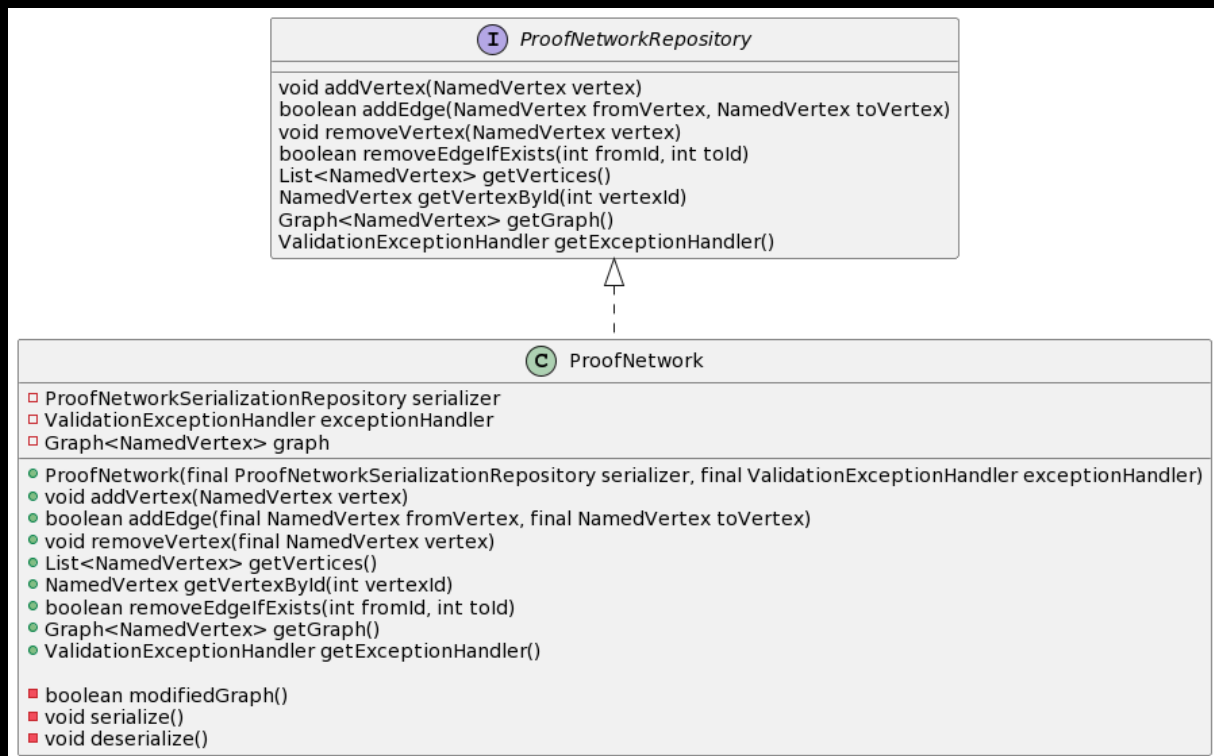 I ProofNetworkRepository
void addVertex(NamedVertex vertex)
boolean addEdge(NamedVertex fromVertex, NamedVertex toVertex)
void removeVertex(NamedVertex vertex)
boolean removeEdgeIfExists(int fromId, int toId)
List<NamedVertex> getVertices()
NamedVertex getVertexById(int vertexId)
Graph<NamedVertex> getGraph()
ValidationExceptionHandler getExceptionHandler()
C ProofNetwork
ProofNetworkSerializationRepository serializer
ValidationExceptionHandler exceptionHandler
Graph<NamedVertex> graph
ProofNetwork(final ProofNetworkSerializationRepository serializer, final ValidationExceptionHandler exceptionHandler)
void addVertex(NamedVertex vertex)
boolean addEdge(final NamedVertex fromVertex, final NamedVertex toVertex)
void removeVertex(final NamedVertex vertex)
List<NamedVertex> getVertices()
NamedVertex getVertexById(int vertexId)
boolean removeEdgeIfExists(int fromId, int toId)
Graph<NamedVertex> getGraph()
ValidationExceptionHandler getExceptionHandler()
boolean modifiedGraph()
void serialize()
void deserialize()